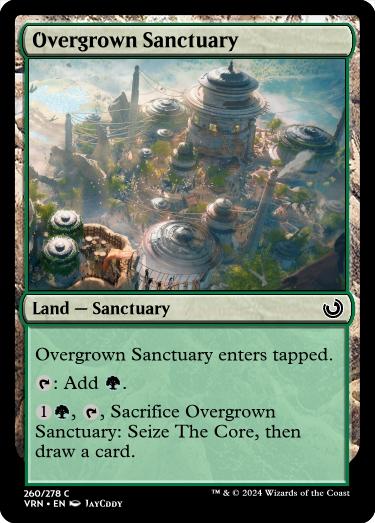 Overgrown Sanctuary
Land — Sanctuary
Overgrown Sanctuary enters tapped.
: Add .
1 , , Sacrifice Overgrown
Sanctuary: Seize The Core, then
draw a card.
260/278 C
VRN • EN JayCddy
™ & © 2024 Wizards of the Coast